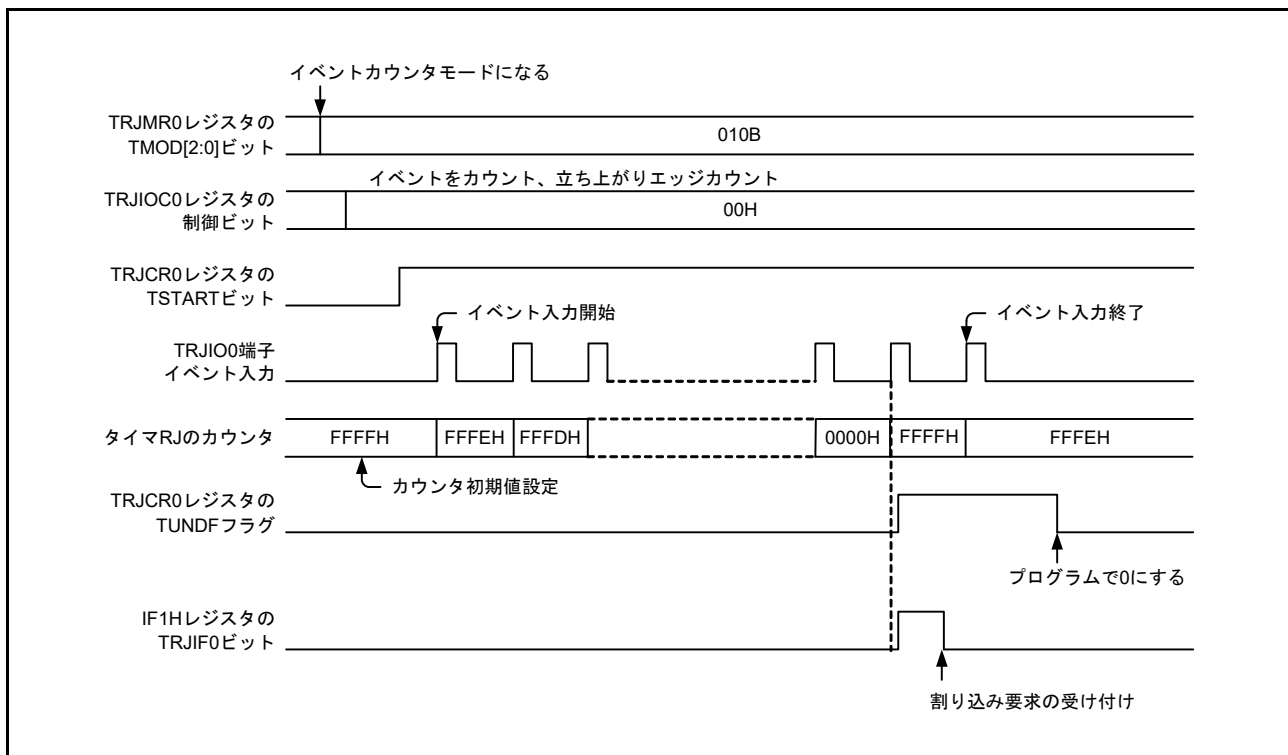 イベントカウンタモードになる
TRJMR0レジスタの
TMOD[2:0]ビット
010B
イベントをカウント、立ち上がりエッジカウント
TRJIOC0レジスタの
制御ビット
00H
TRJCR0レジスタの
TSTARTビット
イベント入力開始
イベント入力終了
TRJIO0端子
イベント入力
タイマRJのカウンタ
FFFFH
FFFEH
FFFDH
0000H
FFFFH
FFFEH
カウンタ初期値設定
TRJCR0レジスタの
TUNDFフラグ
プログラムで0にする
IF1Hレジスタの
TRJIF0ビット
割り込み要求の受け付け